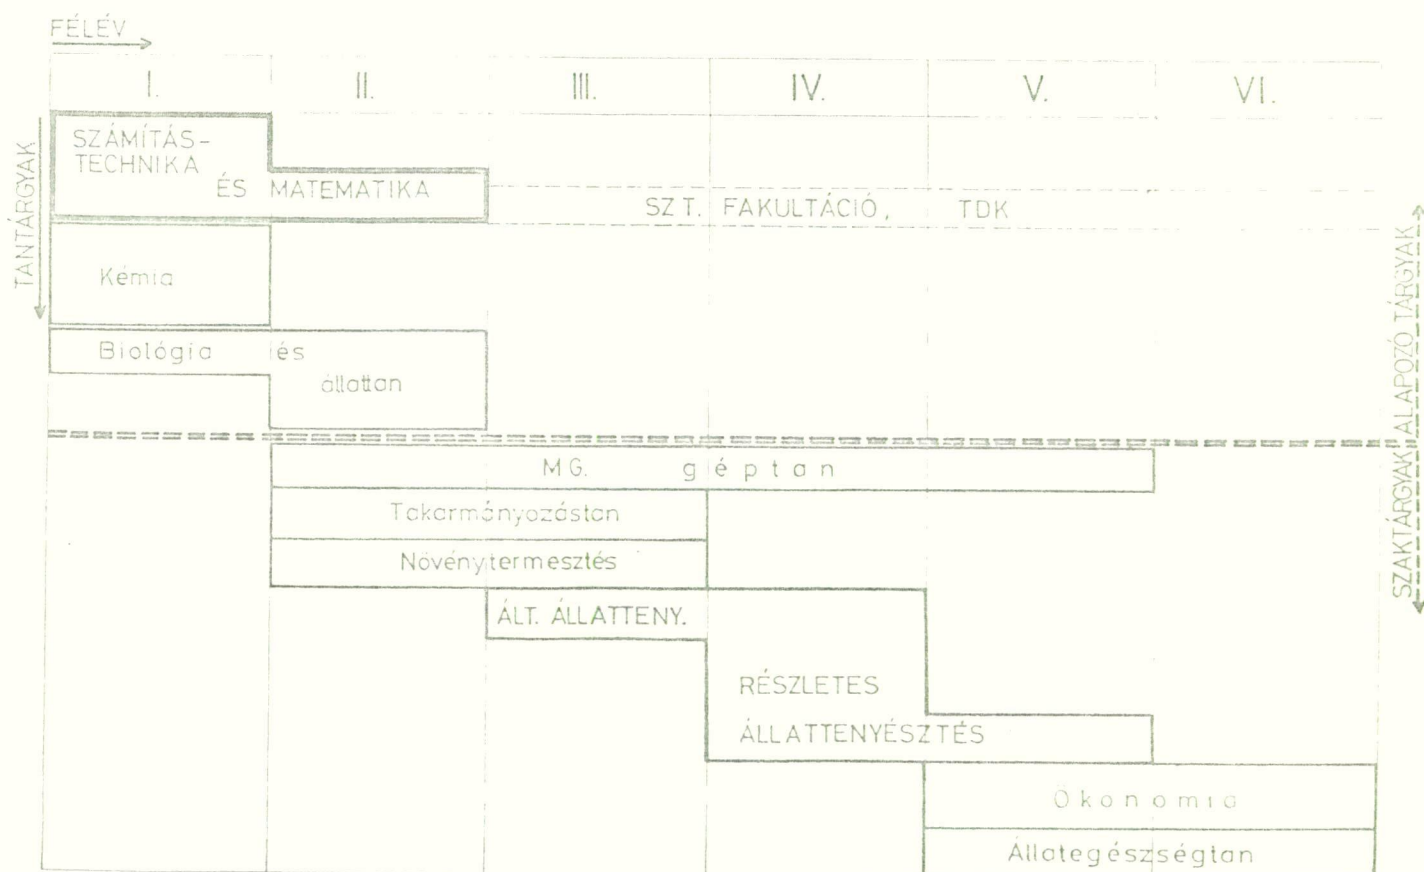 FÉLÉV
I. II. III. IV. V. VI.
TANTÁRGYAK
SZÁMÍTÁS-
TECHNIKA
ÉS MATEMATIKA
SZT. FAKULTÁCIÓ, TDK
Kémia
Biológia és
állattan
ALAPOZÓ TÁRGYAK
SZAKTÁRGYAK
MG. géptan
Takarmányozástan
Növénytermesztés
ÁLT. ÁLLATTENY.
RÉSZLETES
ÁLLATTENYÉSZTÉS
Ökonomia
Állategészségtan